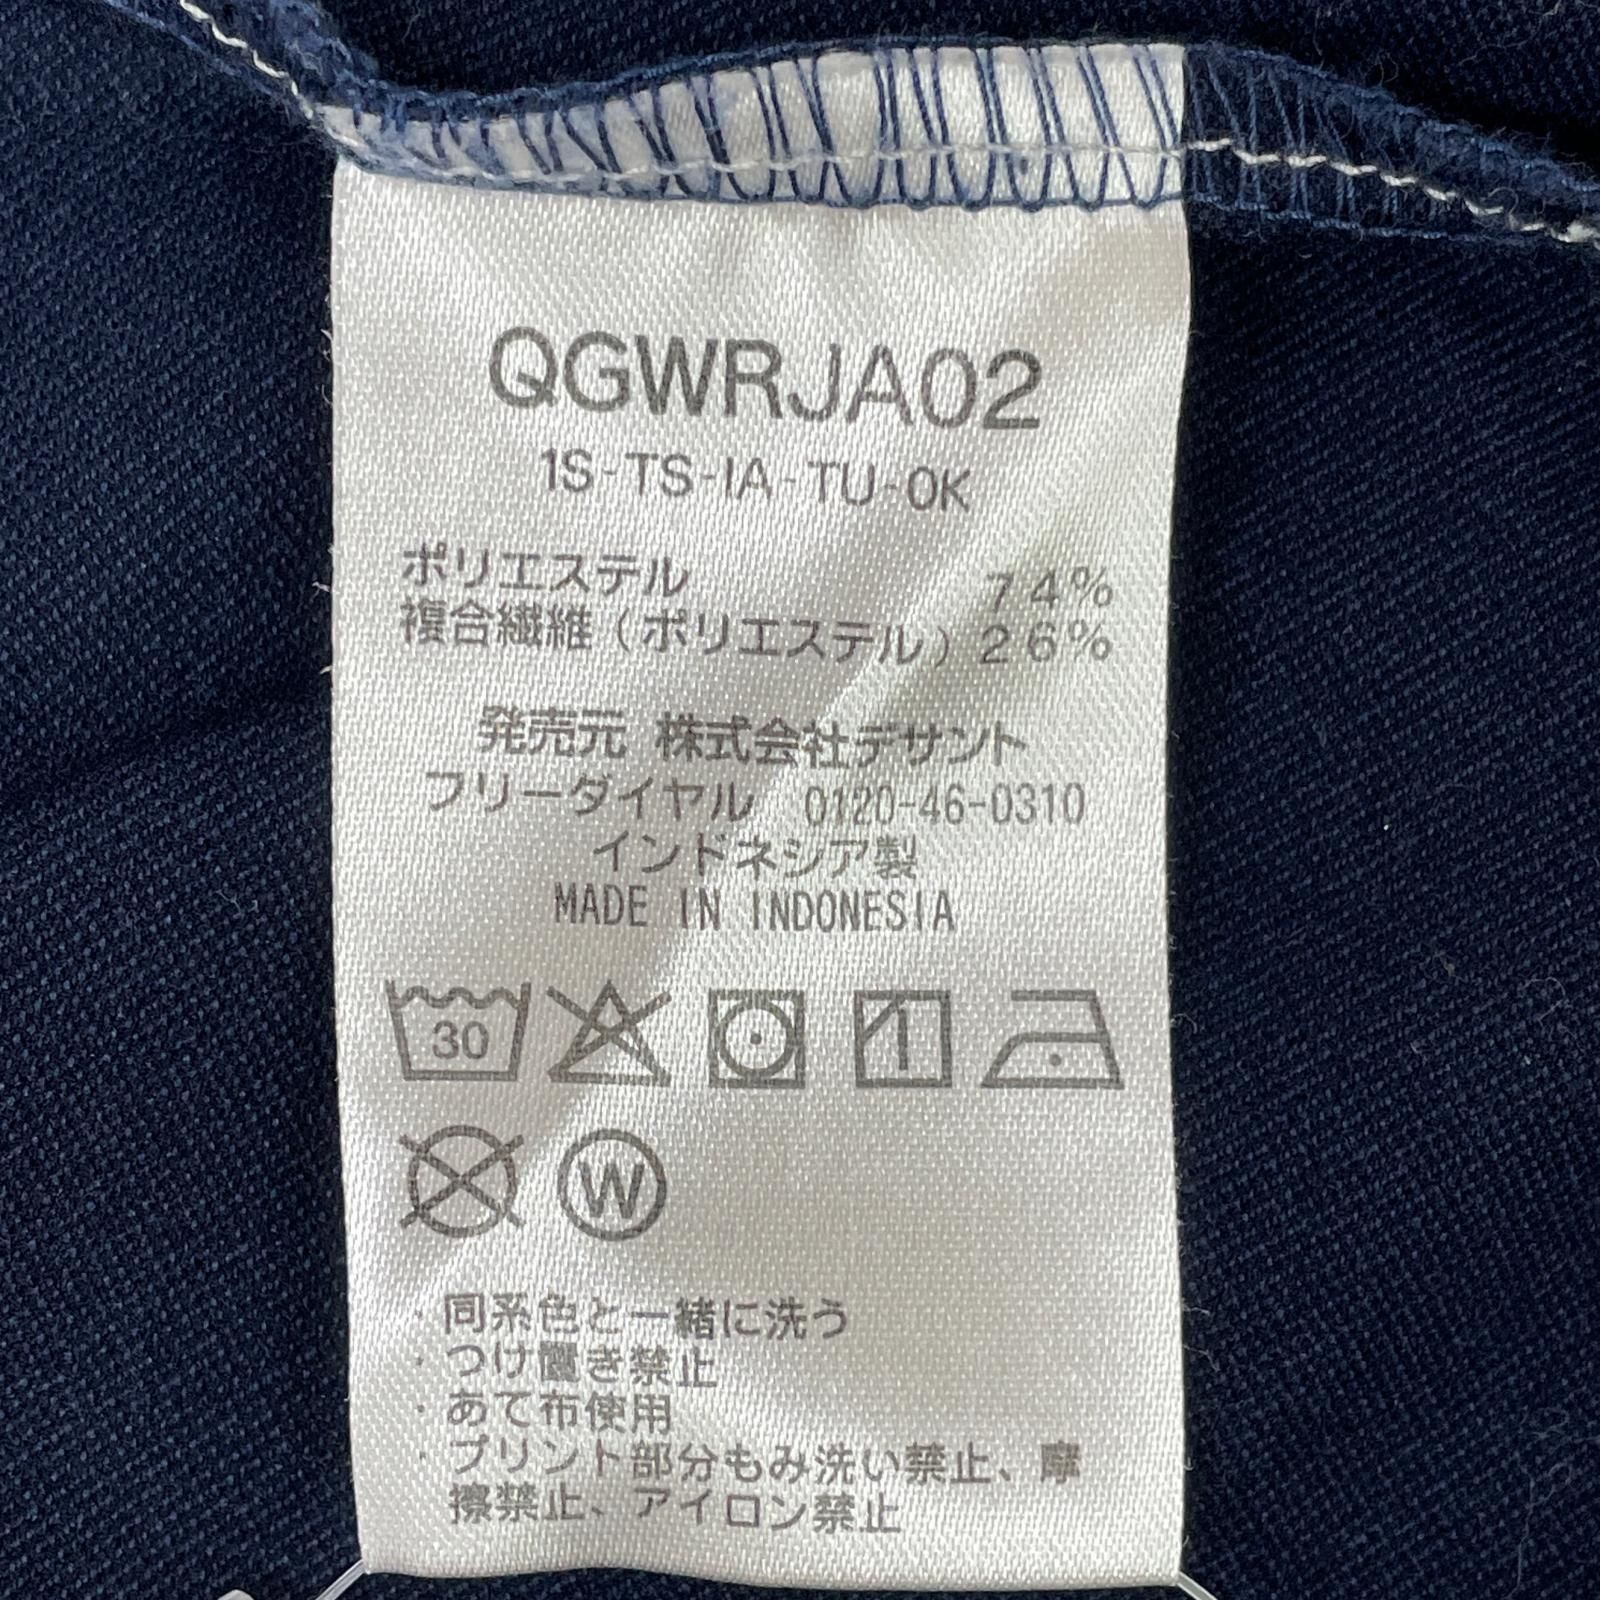 QGWRJA02
1S-TS-IA-TU-OK
ポリエステル 74%
複合繊維(ポリエステル)26%
発売元 株式会社デサント
フリーダイヤル 0120-46-0310
インドネシア製
MADE IN INDONESIA
30
W
・同系色と一緒に洗う
・つけ置き禁止
・あて布使用
・プリント部分もみ洗い禁止、摩
擦禁止、アイロン禁止